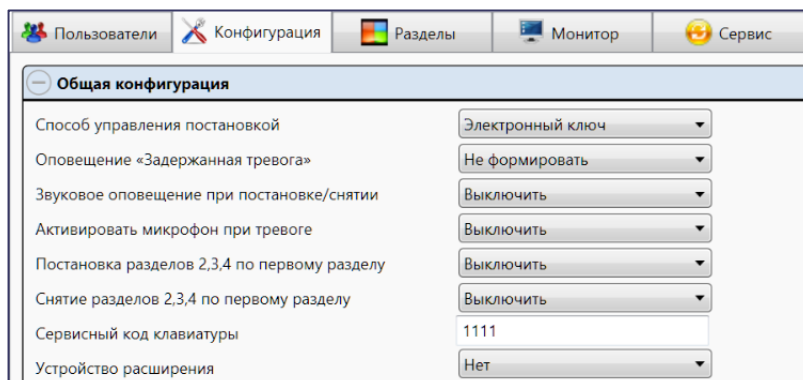 Пользователи Конфигурация Разделы Монитор Сервис
Общая конфигурация
Способ управления постановкой Электронный ключ
Оповещение «Задержанная тревога» Не формировать
Звуковое оповещение при постановке/снятии Выключить
Активировать микрофон при тревоге Выключить
Постановка разделов 2,3,4 по первому разделу Выключить
Снятие разделов 2,3,4 по первому разделу Выключить
Сервисный код клавиатуры 1111
Устройство расширения Нет